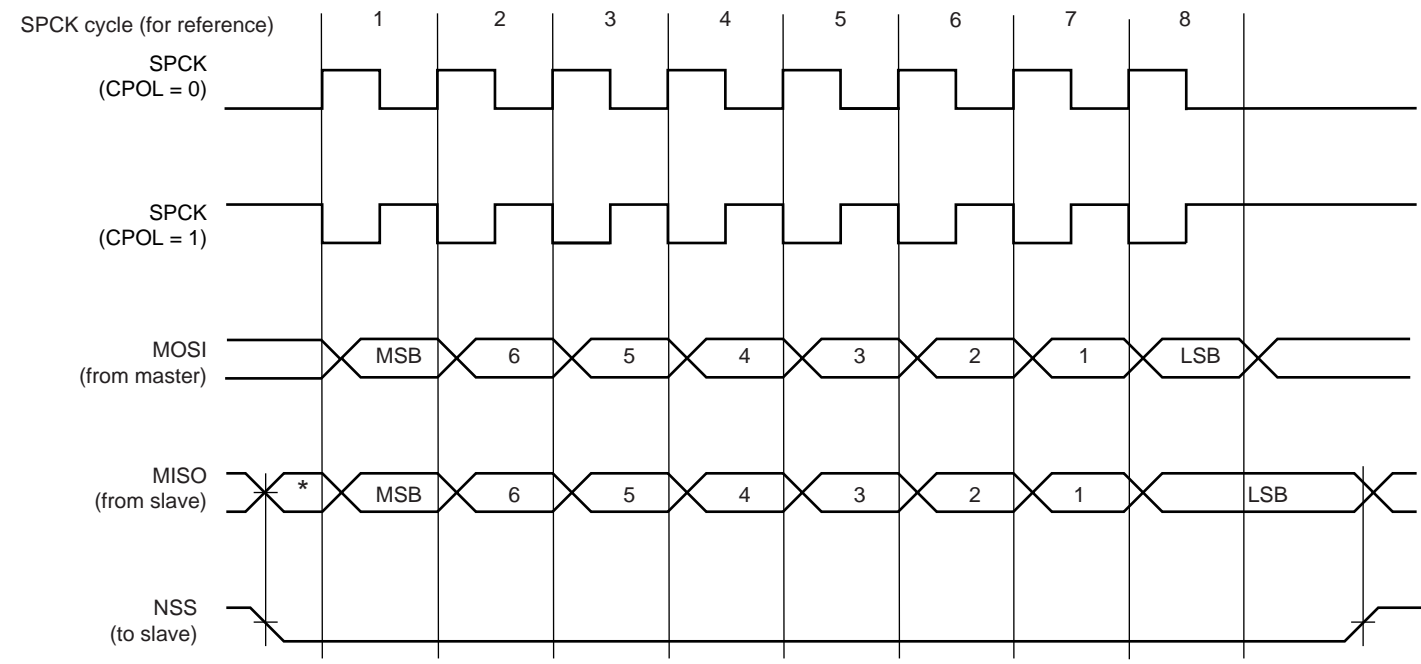 SPCK cycle (for reference) 1 2 3 4 5 6 7 8
SPCK
(CPOL = 0)
SPCK
(CPOL = 1)
MOSI
(from master)
MSB 6 5 4 3 2 1 LSB
MISO
(from slave)
* MSB 6 5 4 3 2 1 LSB
NSS
(to slave)